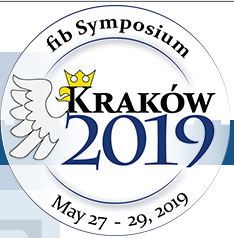 fib Symposium
KRAKÓW
2019
May 27 - 29, 2019